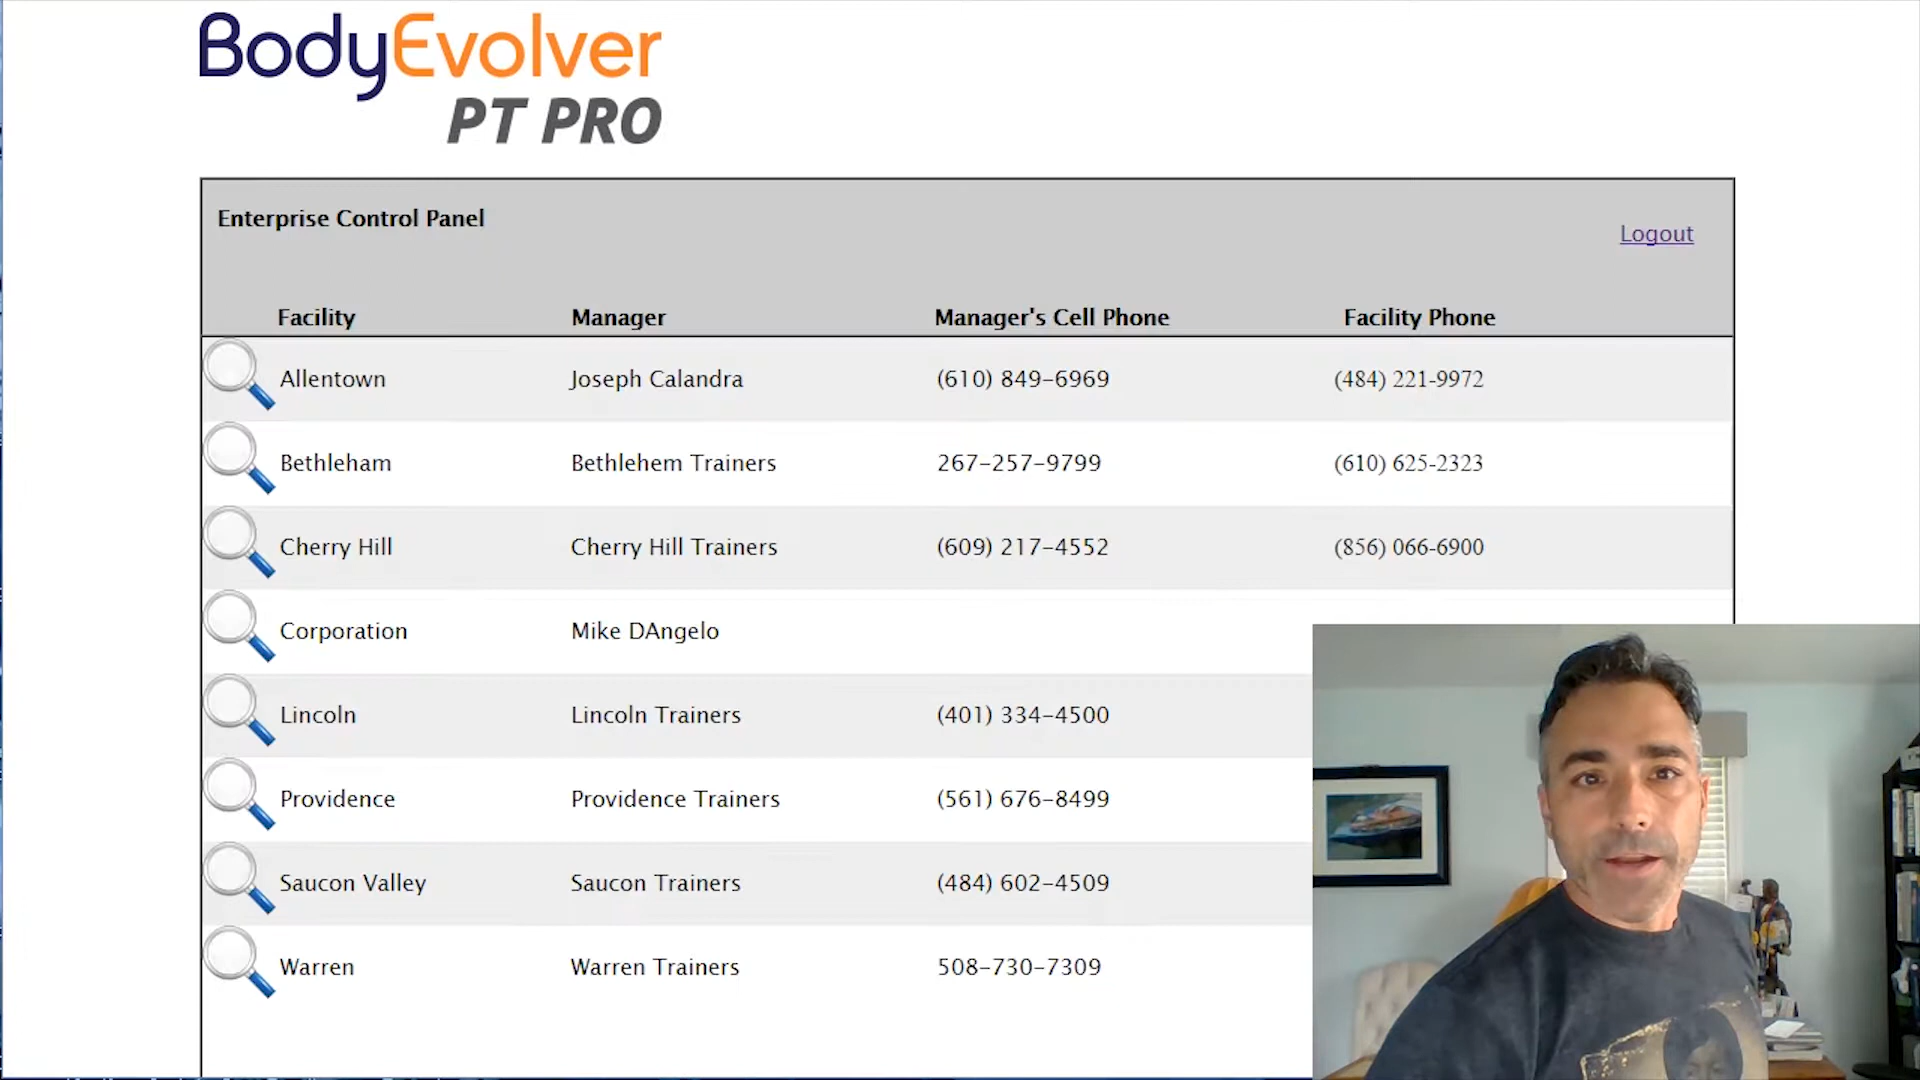 BodyEvolver
PT PRO
Enterprise Control Panel
Logout
Facility Manager Manager's Cell Phone Facility Phone
Allentown Joseph Calandra (610) 849-6969 (484) 221-9972
Bethleham Bethlehem Trainers 267-257-9799 (610) 625-2323
Cherry Hill Cherry Hill Trainers (609) 217-4552 (856) 066-6900
Corporation Mike DAngelo
Lincoln Lincoln Trainers (401) 334-4500
Providence Providence Trainers (561) 676-8499
Saucon Valley Saucon Trainers (484) 602-4509
Warren Warren Trainers 508-730-7309